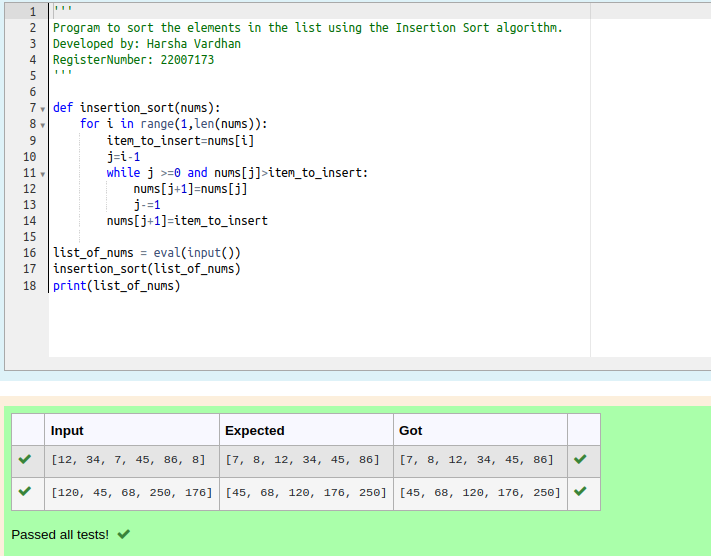 1 '''
2 Program to sort the elements in the list using the Insertion Sort algorithm.
3 Developed by: Harsha Vardhan
4 RegisterNumber: 22007173
5 '''
6
7 def insertion_sort(nums):
8     for i in range(1,len(nums)):
9         item_to_insert=nums[i]
10         j=i-1
11         while j >=0 and nums[j]>item_to_insert:
12             nums[j+1]=nums[j]
13             j-=1
14         nums[j+1]=item_to_insert
15
16 list_of_nums = eval(input())
17 insertion_sort(list_of_nums)
18 print(list_of_nums)
Input Expected Got
[12, 34, 7, 45, 86, 8] [7, 8, 12, 34, 45, 86] [7, 8, 12, 34, 45, 86]
[120, 45, 68, 250, 176] [45, 68, 120, 176, 250] [45, 68, 120, 176, 250]
Passed all tests!